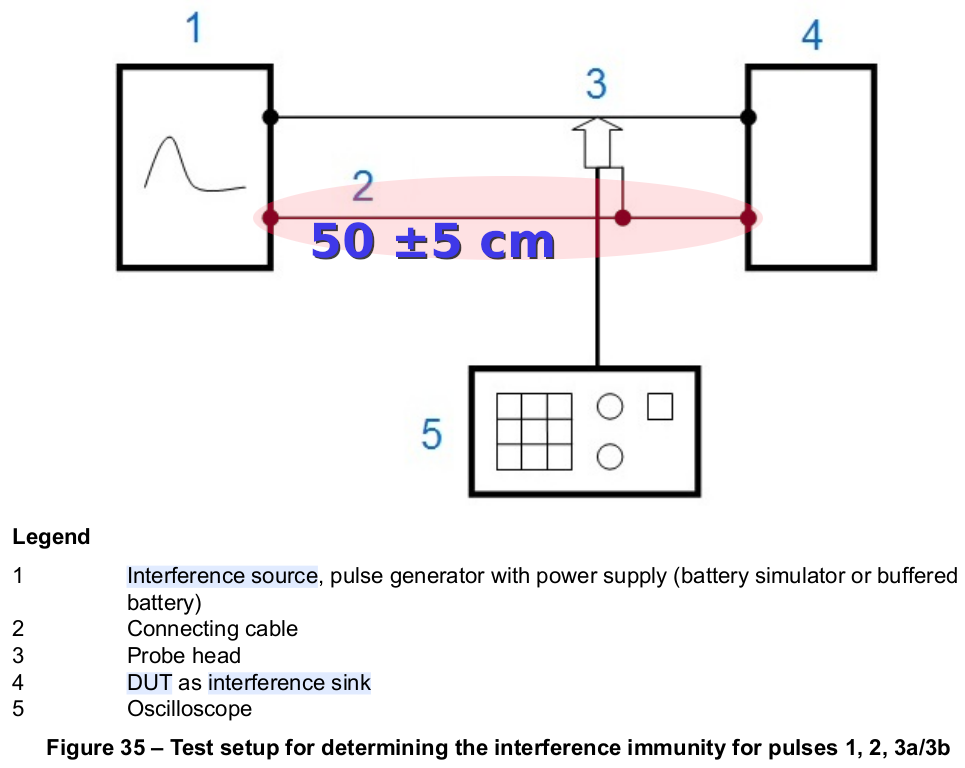 1
4
3
2
50 ±5 cm
5
Legend
1 Interference source, pulse generator with power supply (battery simulator or buffered
battery)
2 Connecting cable
3 Probe head
4 DUT as interference sink
5 Oscilloscope
Figure 35 – Test setup for determining the interference immunity for pulses 1, 2, 3a/3b